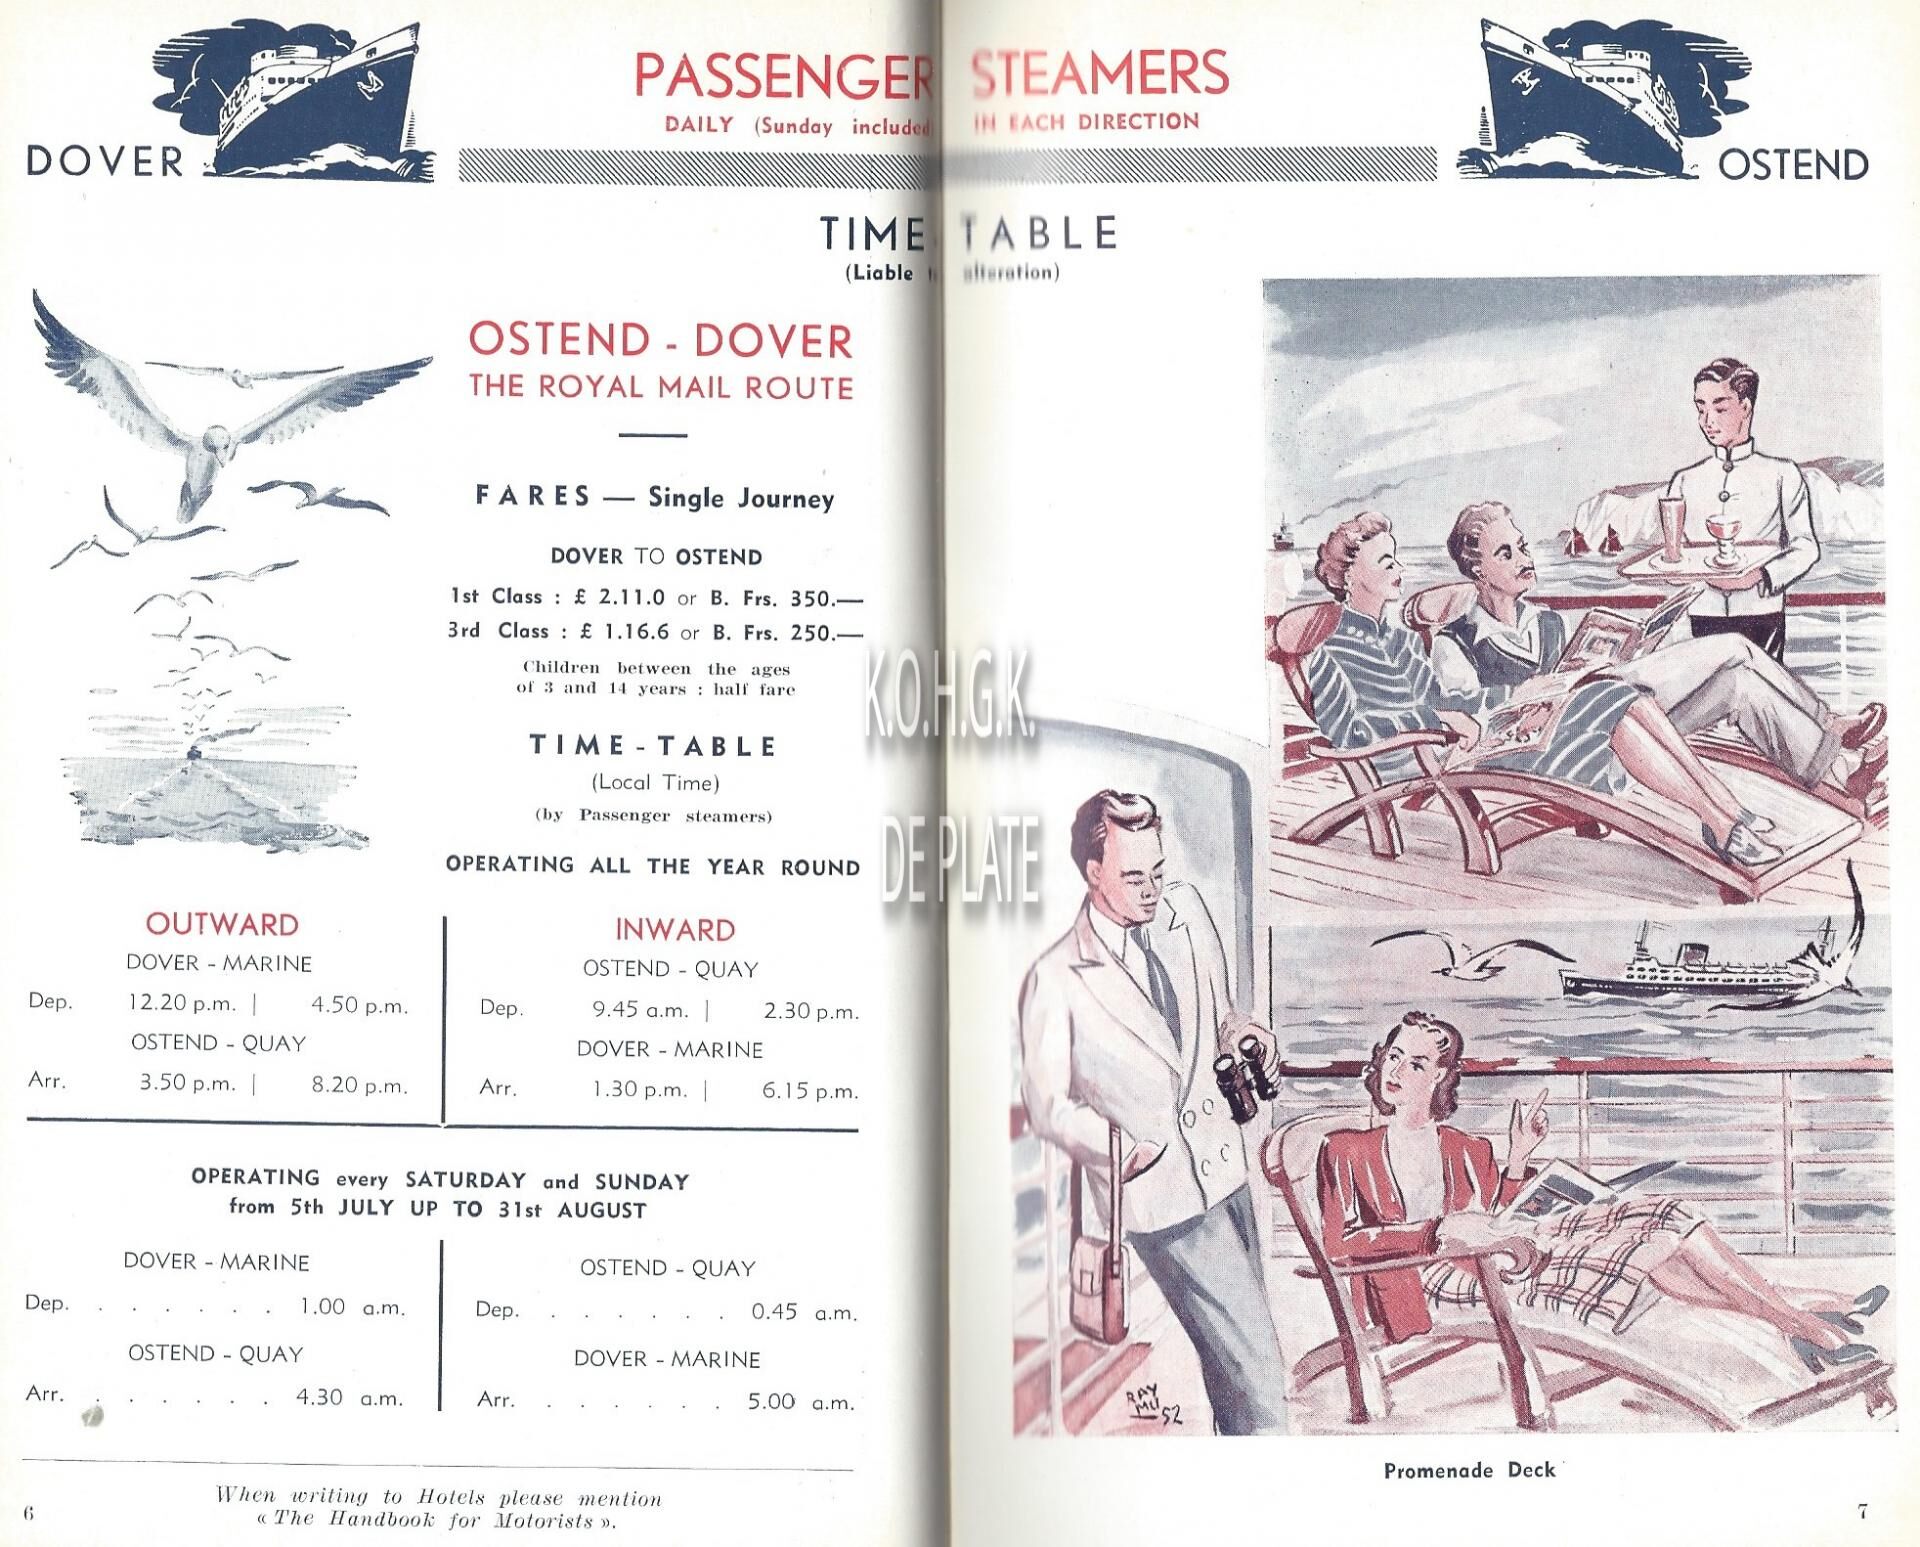 PASSENGER STEAMERS
DAILY (Sunday included) IN EACH DIRECTION
DOVER
OSTEND
TIME TABLE
(Liable to alteration)
OSTEND - DOVER
THE ROYAL MAIL ROUTE
FARES — Single Journey
DOVER TO OSTEND
1st Class : £ 2.11.0 or B. Frs. 350.—
3rd Class : £ 1.16.6 or B. Frs. 250.—
Children between the ages
of 3 and 14 years : half fare
TIME - TABLE
(Local Time)
(by Passenger steamers)
OPERATING ALL THE YEAR ROUND
OUTWARD
DOVER - MARINE
Dep. 12.20 p.m. | 4.50 p.m.
OSTEND - QUAY
Arr. 3.50 p.m. | 8.20 p.m.
INWARD
OSTEND - QUAY
Dep. 9.45 a.m. | 2.30 p.m.
DOVER - MARINE
Arr. 1.30 p.m. | 6.15 p.m.
OPERATING every SATURDAY and SUNDAY
from 5th JULY UP TO 31st AUGUST
DOVER - MARINE
Dep. . . . . . . 1.00 a.m.
OSTEND - QUAY
Arr. . . . . . . 4.30 a.m.
OSTEND - QUAY
Dep. . . . . . . 0.45 a.m.
DOVER - MARINE
Arr. . . . . . . 5.00 a.m.
When writing to Hotels please mention
« The Handbook for Motorists ».
6
K.O.H.G.K.
DE PLATE
RAY
MU 52
Promenade Deck
7